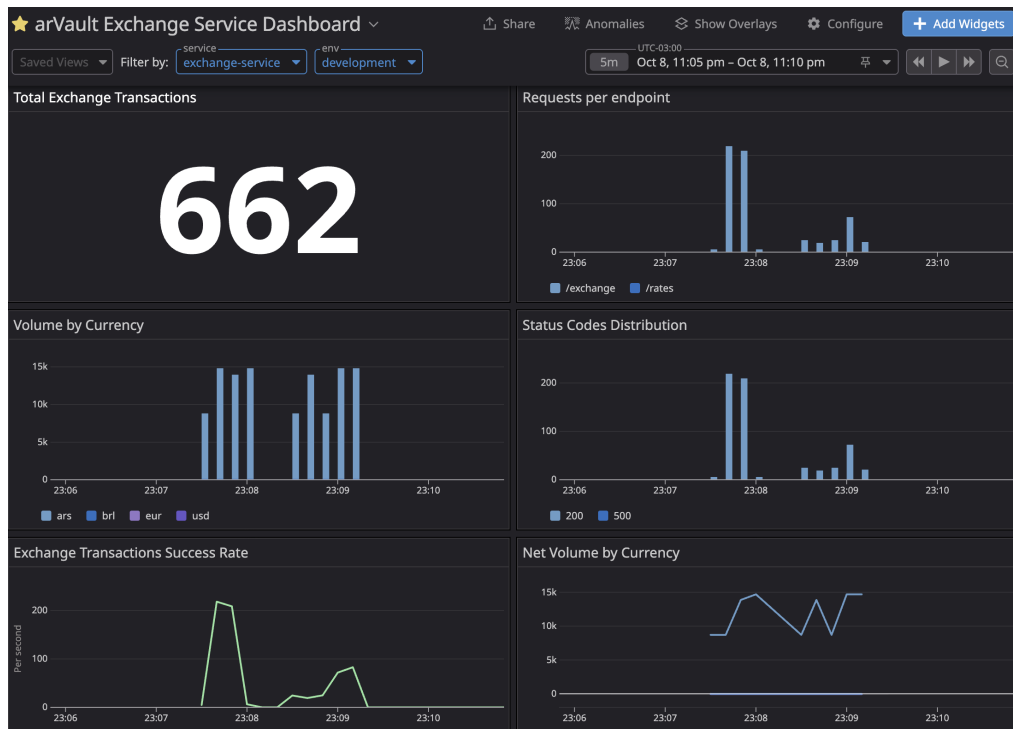 arVault Exchange Service Dashboard
Share
Anomalies
Show Overlays
Configure
+ Add Widgets
Saved Views
Filter by:
service
exchange-service
env
development
UTC-03:00
5m
Oct 8, 11:05 pm – Oct 8, 11:10 pm
Total Exchange Transactions
662
Requests per endpoint
200
100
0
23:06 23:07 23:08 23:09 23:10
/exchange /rates
Volume by Currency
15k
10k
5k
0
23:06 23:07 23:08 23:09 23:10
ars brl eur usd
Status Codes Distribution
200
100
0
23:06 23:07 23:08 23:09 23:10
200 500
Exchange Transactions Success Rate
Per second
200
100
0
23:06 23:07 23:08 23:09 23:10
Net Volume by Currency
15k
10k
5k
0
23:06 23:07 23:08 23:09 23:10